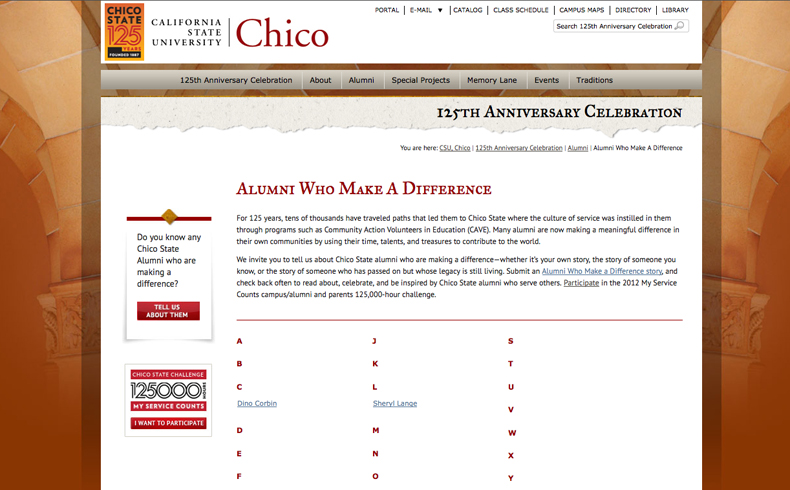 CHICO
STATE
125
YEARS
FOUNDED 1887
CALIFORNIA
STATE
UNIVERSITY
Chico
PORTAL E-MAIL ▼ CATALOG CLASS SCHEDULE CAMPUS MAPS DIRECTORY LIBRARY
Search 125th Anniversary Celebration
125th Anniversary Celebration About Alumni Special Projects Memory Lane Events Traditions
125th Anniversary Celebration
You are here: CSU, Chico | 125th Anniversary Celebration | Alumni | Alumni Who Make A Difference
Do you know any
Chico State
Alumni who are
making a
difference?
TELL US
ABOUT THEM
CHICO STATE CHALLENGE
125000 HOURS
MY SERVICE COUNTS
I WANT TO PARTICIPATE
Alumni Who Make A Difference
For 125 years, tens of thousands have traveled paths that led them to Chico State where the culture of service was instilled in them
through programs such as Community Action Volunteers in Education (CAVE). Many alumni are now making a meaningful difference in
their own communities by using their time, talents, and treasures to contribute to the world.
We invite you to tell us about Chico State alumni who are making a difference—whether it's your own story, the story of someone you
know, or the story of someone who has passed on but whose legacy is still living. Submit an Alumni Who Make a Difference story, and
check back often to read about, celebrate, and be inspired by Chico State alumni who serve others. Participate in the 2012 My Service
Counts campus/alumni and parents 125,000-hour challenge.
A
B
C
Dino Corbin
D
E
F
J
K
L
Sheryl Lange
M
N
O
S
T
U
V
W
X
Y